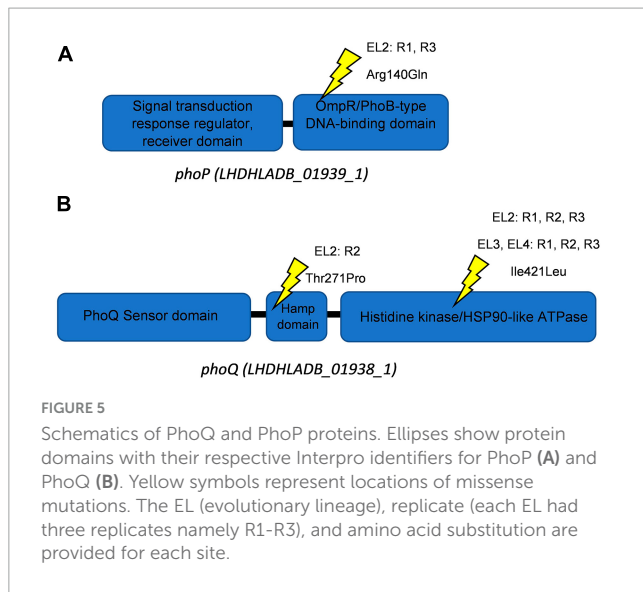 A
EL2: R1, R3
Arg140Gln
Signal transduction
response regulator,
receiver domain
OmpR/PhoB-type
DNA-binding domain
phoP (LHDHLADB_01939_1)
B
EL2: R1, R2, R3
EL3, EL4: R1, R2, R3
Ile421Leu
EL2: R2
Thr271Pro
PhoQ Sensor domain
Hamp
domain
Histidine kinase/HSP90-like ATPase
phoQ (LHDHLADB_01938_1)
FIGURE 5
Schematics of PhoQ and PhoP proteins. Ellipses show protein
domains with their respective Interpro identifiers for PhoP (A) and
PhoQ (B). Yellow symbols represent locations of missense
mutations. The EL (evolutionary lineage), replicate (each EL had
three replicates namely R1-R3), and amino acid substitution are
provided for each site.